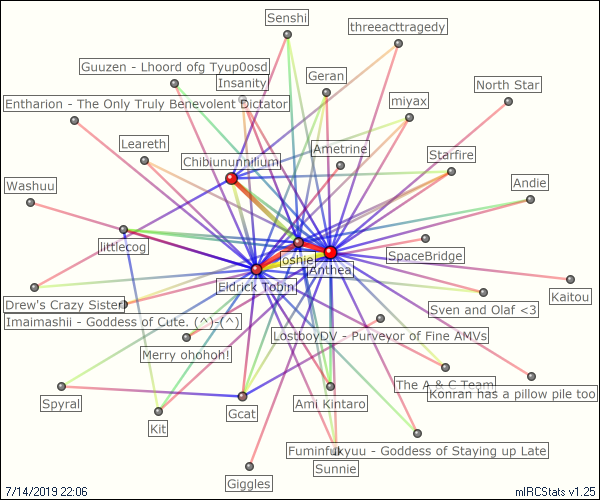 Senshi
threeacttragedy
Guuzen - Lhoord ofg Tyup0osd
Insanity
Geran
North Star
miyax
Entharion - The Only Truly Benevolent Dictator
Leareth
Ametrine
Starfire
Chibiununnilium
Washuu
Andie
littlecog
oshie
SpaceBridge
Anthea
Eldrick Tobin
Kaitou
Drew's Crazy Sister
Sven and Olaf <3
Imaimashii - Goddess of Cute. (^)-(^)
LostboyDV - Purveyor of Fine AMVs
Merry ohohoh!
The A & C Team
Konran has a pillow pile too
Spyral
Ami Kintaro
Gcat
Kit
Fuminfukyuu - Goddess of Staying up Late
Sunnie
Giggles
7/14/2019 22:06
mIRCStats v1.25